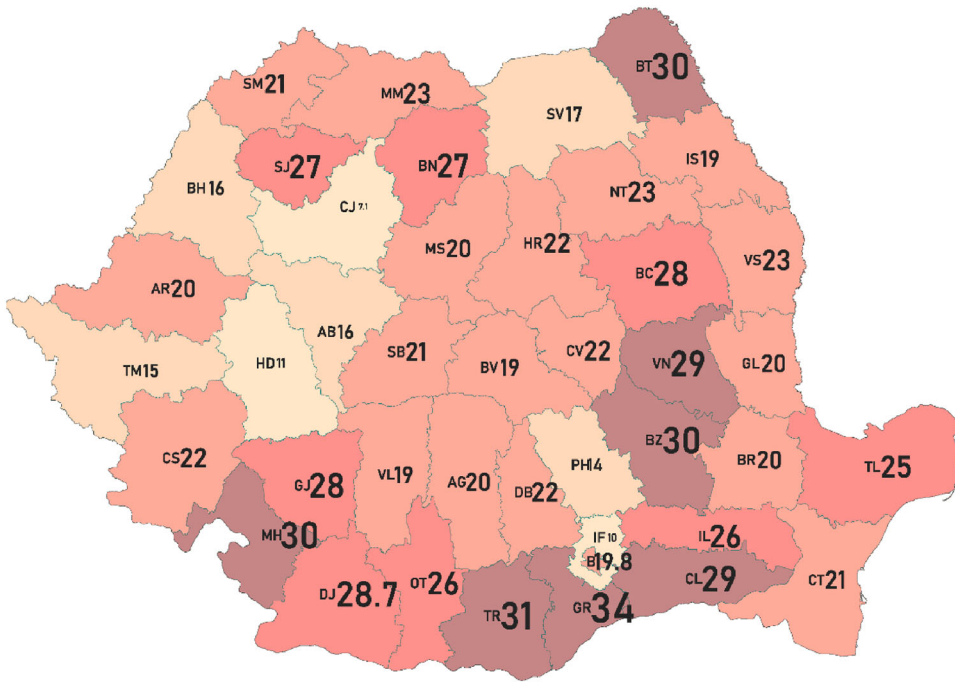 BT30
SM21
MM23
SV17
SJ27
BN27
IS19
BH16
CJ7.1
NT23
MS20
HR22
BC28
VS23
AR20
AB16
TM15
HD11
SB21
BV19
CV22
VN29
GL20
CS22
GJ28
VL19
AG20
DB22
PH14
BZ30
BR20
TL25
MH30
IF10
B19.8
IL26
DJ28.7
OT26
TR31
GR34
CL29
CT21